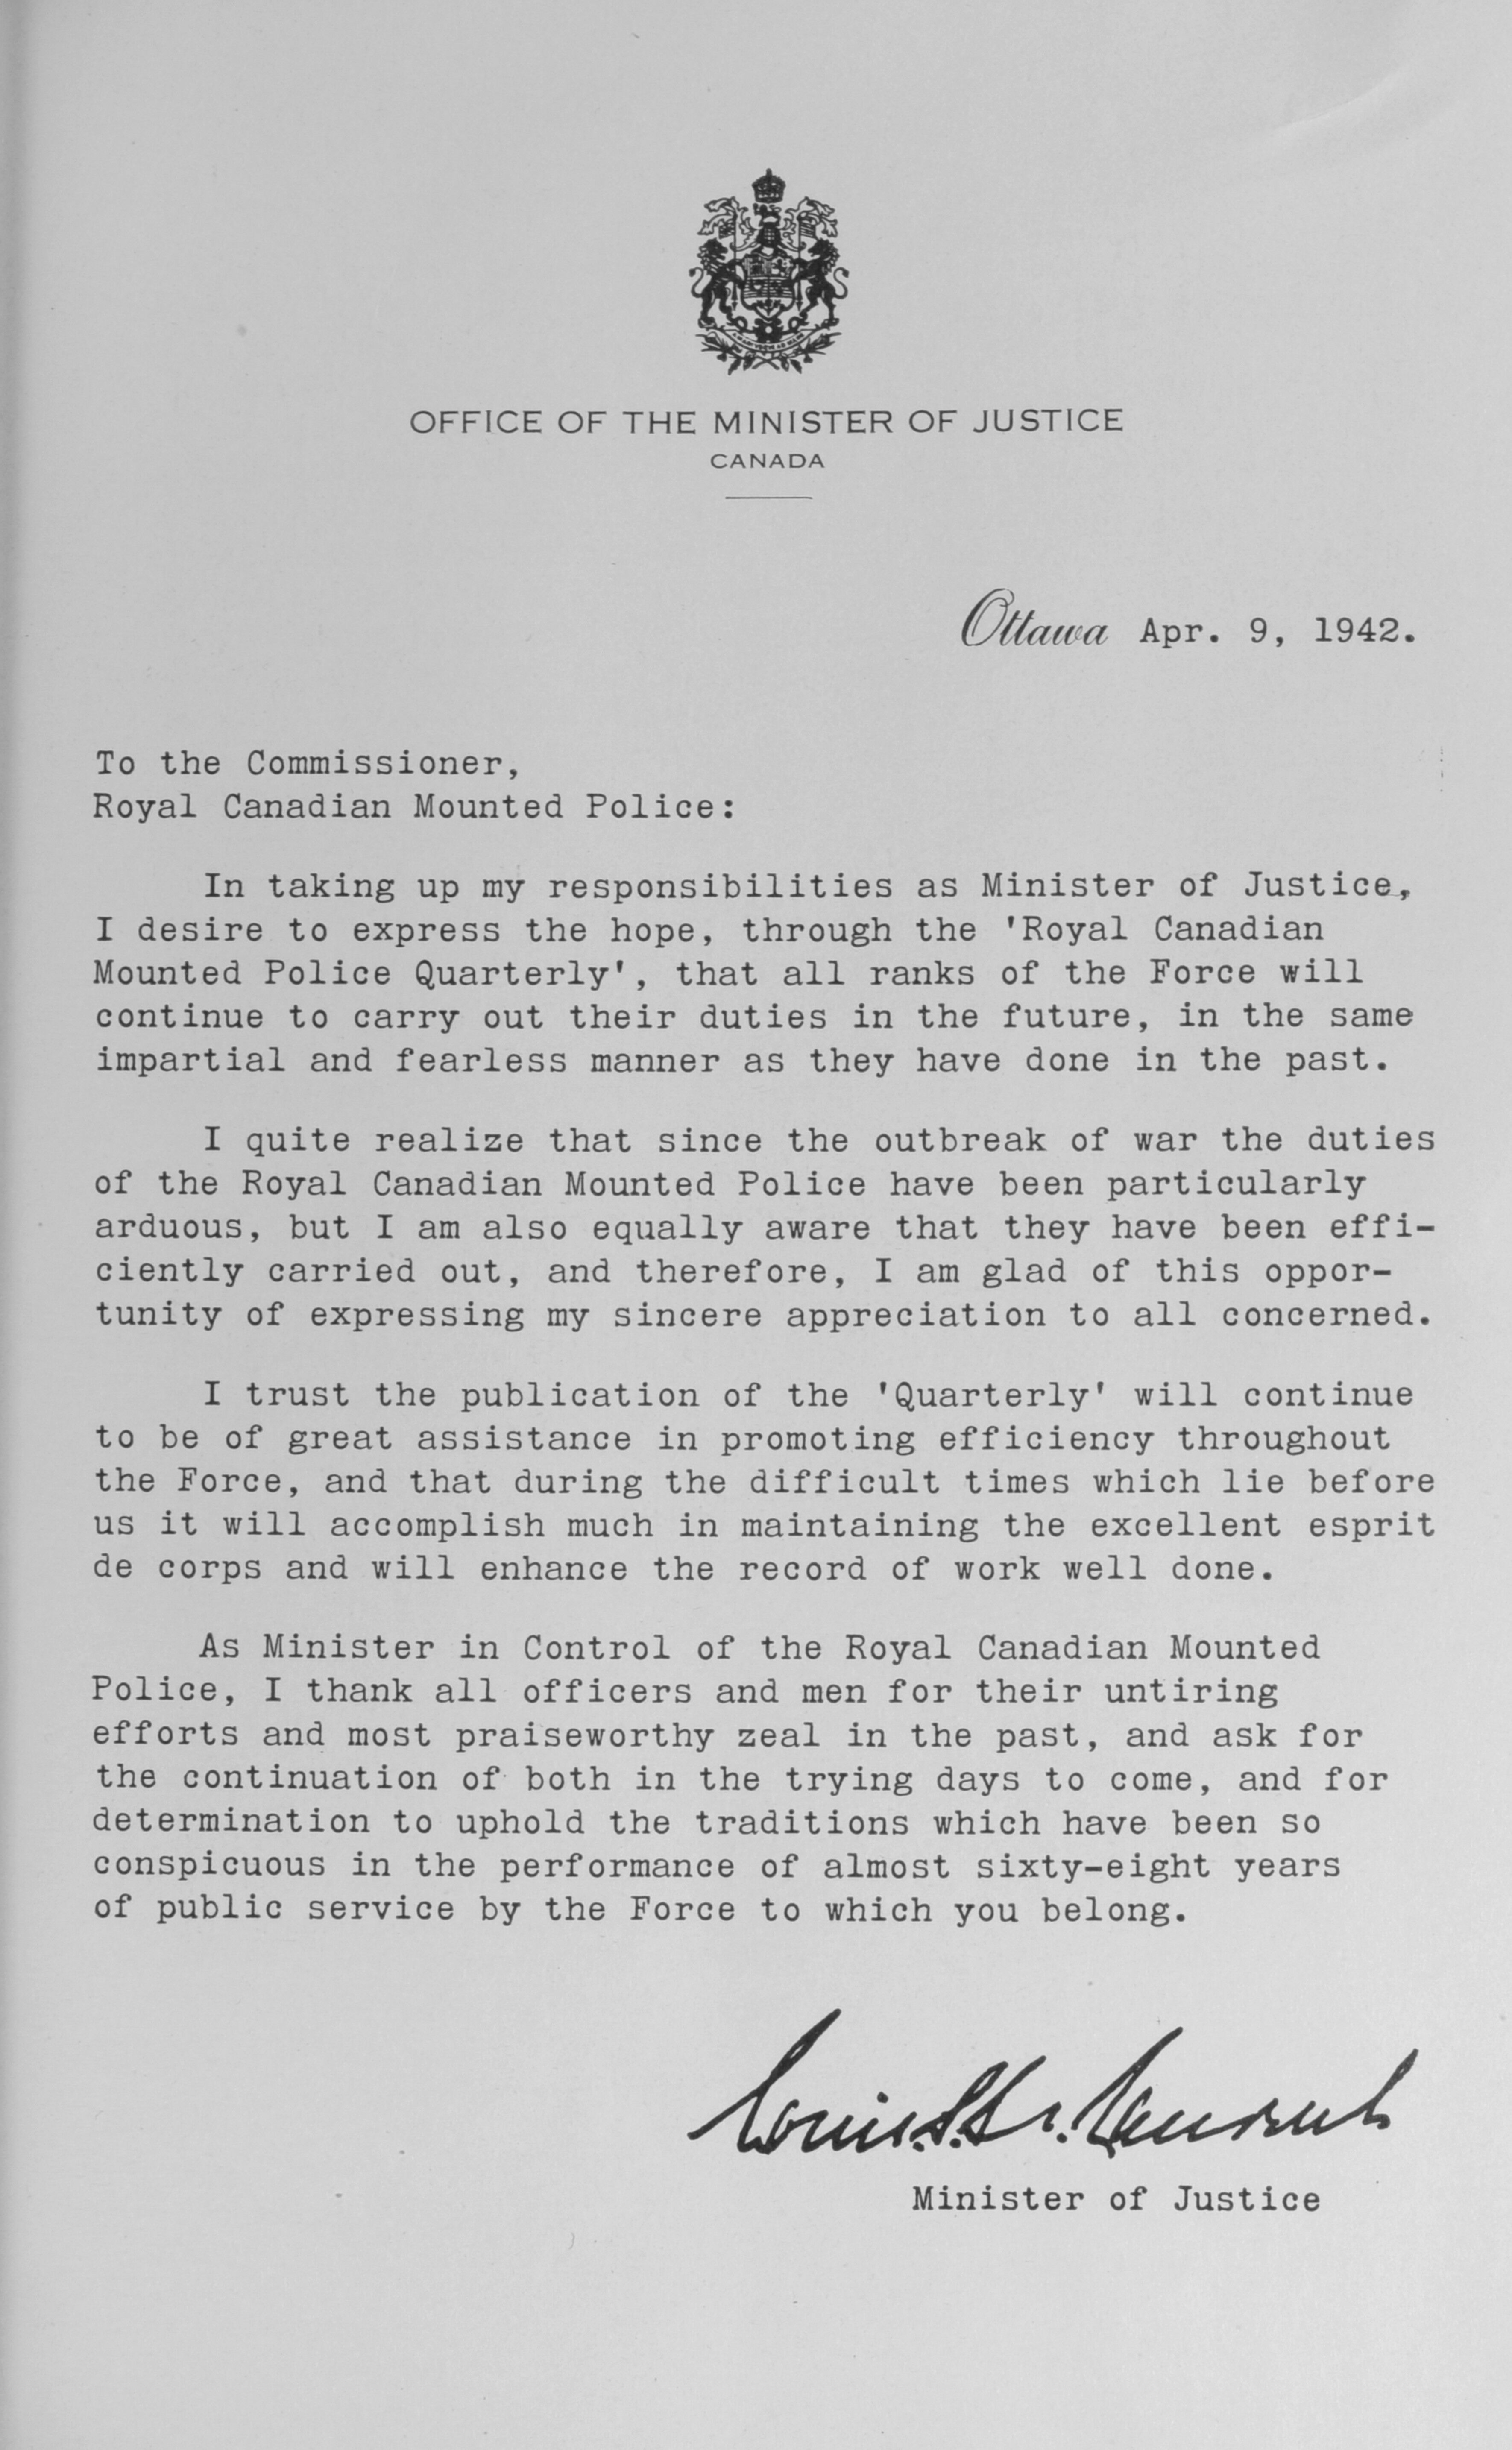 OFFICE OF THE MINISTER OF JUSTICE
CANADA
Ottawa Apr. 9, 1942.
To the Commissioner,
Royal Canadian Mounted Police:
In taking up my responsibilities as Minister of Justice,
I desire to express the hope, through the 'Royal Canadian
Mounted Police Quarterly', that all ranks of the Force will
continue to carry out their duties in the future, in the same
impartial and fearless manner as they have done in the past.
I quite realize that since the outbreak of war the duties
of the Royal Canadian Mounted Police have been particularly
arduous, but I am also equally aware that they have been effi-
ciently carried out, and therefore, I am glad of this oppor-
tunity of expressing my sincere appreciation to all concerned.
I trust the publication of the 'Quarterly' will continue
to be of great assistance in promoting efficiency throughout
the Force, and that during the difficult times which lie before
us it will accomplish much in maintaining the excellent esprit
de corps and will enhance the record of work well done.
As Minister in Control of the Royal Canadian Mounted
Police, I thank all officers and men for their untiring
efforts and most praiseworthy zeal in the past, and ask for
the continuation of both in the trying days to come, and for
determination to uphold the traditions which have been so
conspicuous in the performance of almost sixty-eight years
of public service by the Force to which you belong.
Louis S. St. Laurent
Minister of Justice